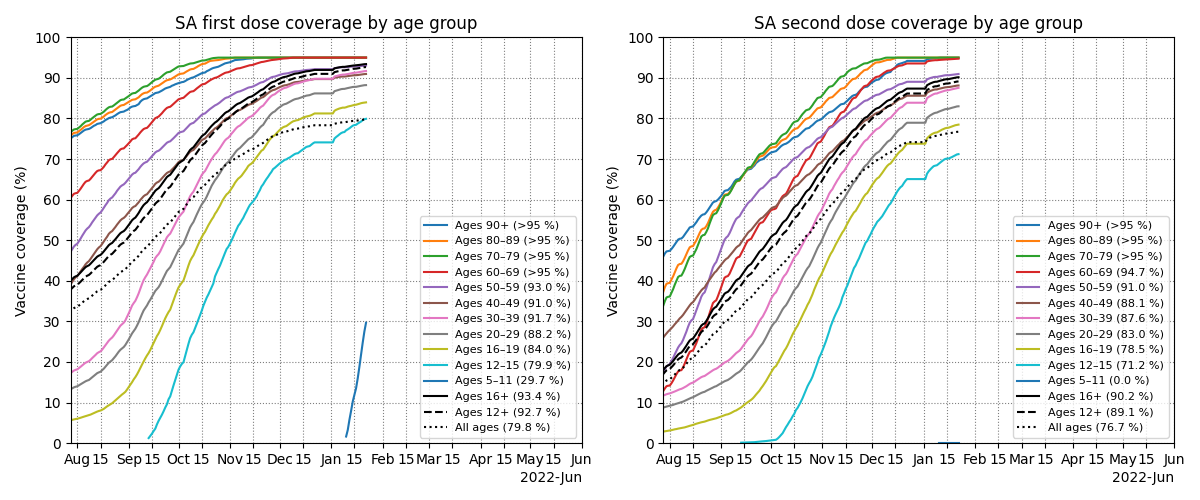 SA first dose coverage by age group
Vaccine coverage (%)
100
90
80
70
60
50
40
30
20
10
0
Ages 90+ (>95 %)
Ages 80–89 (>95 %)
Ages 70–79 (>95 %)
Ages 60–69 (>95 %)
Ages 50–59 (93.0 %)
Ages 40–49 (91.0 %)
Ages 30–39 (91.7 %)
Ages 20–29 (88.2 %)
Ages 16–19 (84.0 %)
Ages 12–15 (79.9 %)
Ages 5–11 (29.7 %)
Ages 16+ (93.4 %)
Ages 12+ (92.7 %)
All ages (79.8 %)
Aug 15 Sep 15 Oct 15 Nov 15 Dec 15 Jan 15 Feb 15 Mar 15 Apr 15 May 15 Jun
2022-Jun
SA second dose coverage by age group
Vaccine coverage (%)
100
90
80
70
60
50
40
30
20
10
0
Ages 90+ (>95 %)
Ages 80–89 (>95 %)
Ages 70–79 (>95 %)
Ages 60–69 (94.7 %)
Ages 50–59 (91.0 %)
Ages 40–49 (88.1 %)
Ages 30–39 (87.6 %)
Ages 20–29 (83.0 %)
Ages 16–19 (78.5 %)
Ages 12–15 (71.2 %)
Ages 5–11 (0.0 %)
Ages 16+ (90.2 %)
Ages 12+ (89.1 %)
All ages (76.7 %)
Aug 15 Sep 15 Oct 15 Nov 15 Dec 15 Jan 15 Feb 15 Mar 15 Apr 15 May 15 Jun
2022-Jun